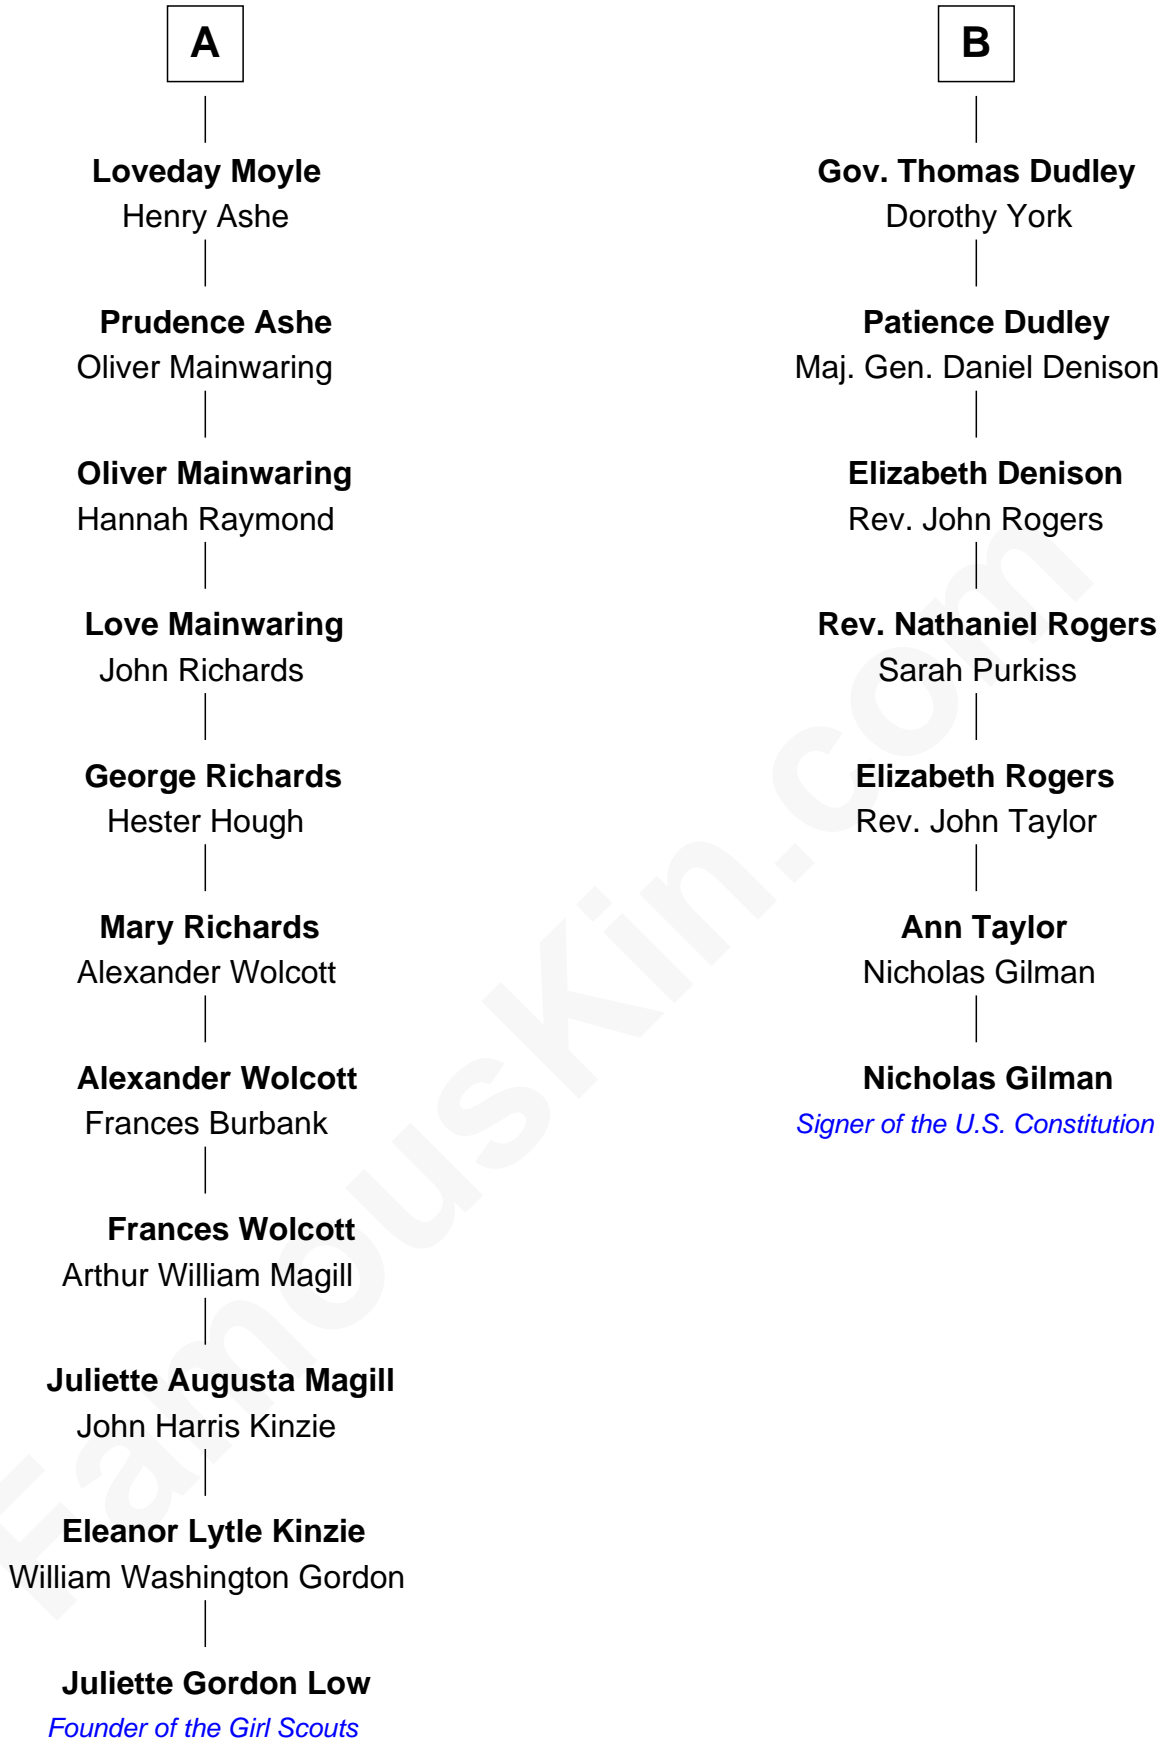 A
Loveday Moyle
Henry Ashe
Prudence Ashe
Oliver Mainwaring
Oliver Mainwaring
Hannah Raymond
Love Mainwaring
John Richards
George Richards
Hester Hough
Mary Richards
Alexander Wolcott
Alexander Wolcott
Frances Burbank
Frances Wolcott
Arthur William Magill
Juliette Augusta Magill
John Harris Kinzie
Eleanor Lytle Kinzie
William Washington Gordon
Juliette Gordon Low
Founder of the Girl Scouts
B
Gov. Thomas Dudley
Dorothy York
Patience Dudley
Maj. Gen. Daniel Denison
Elizabeth Denison
Rev. John Rogers
Rev. Nathaniel Rogers
Sarah Purkiss
Elizabeth Rogers
Rev. John Taylor
Ann Taylor
Nicholas Gilman
Nicholas Gilman
Signer of the U.S. Constitution
FamousKin.com